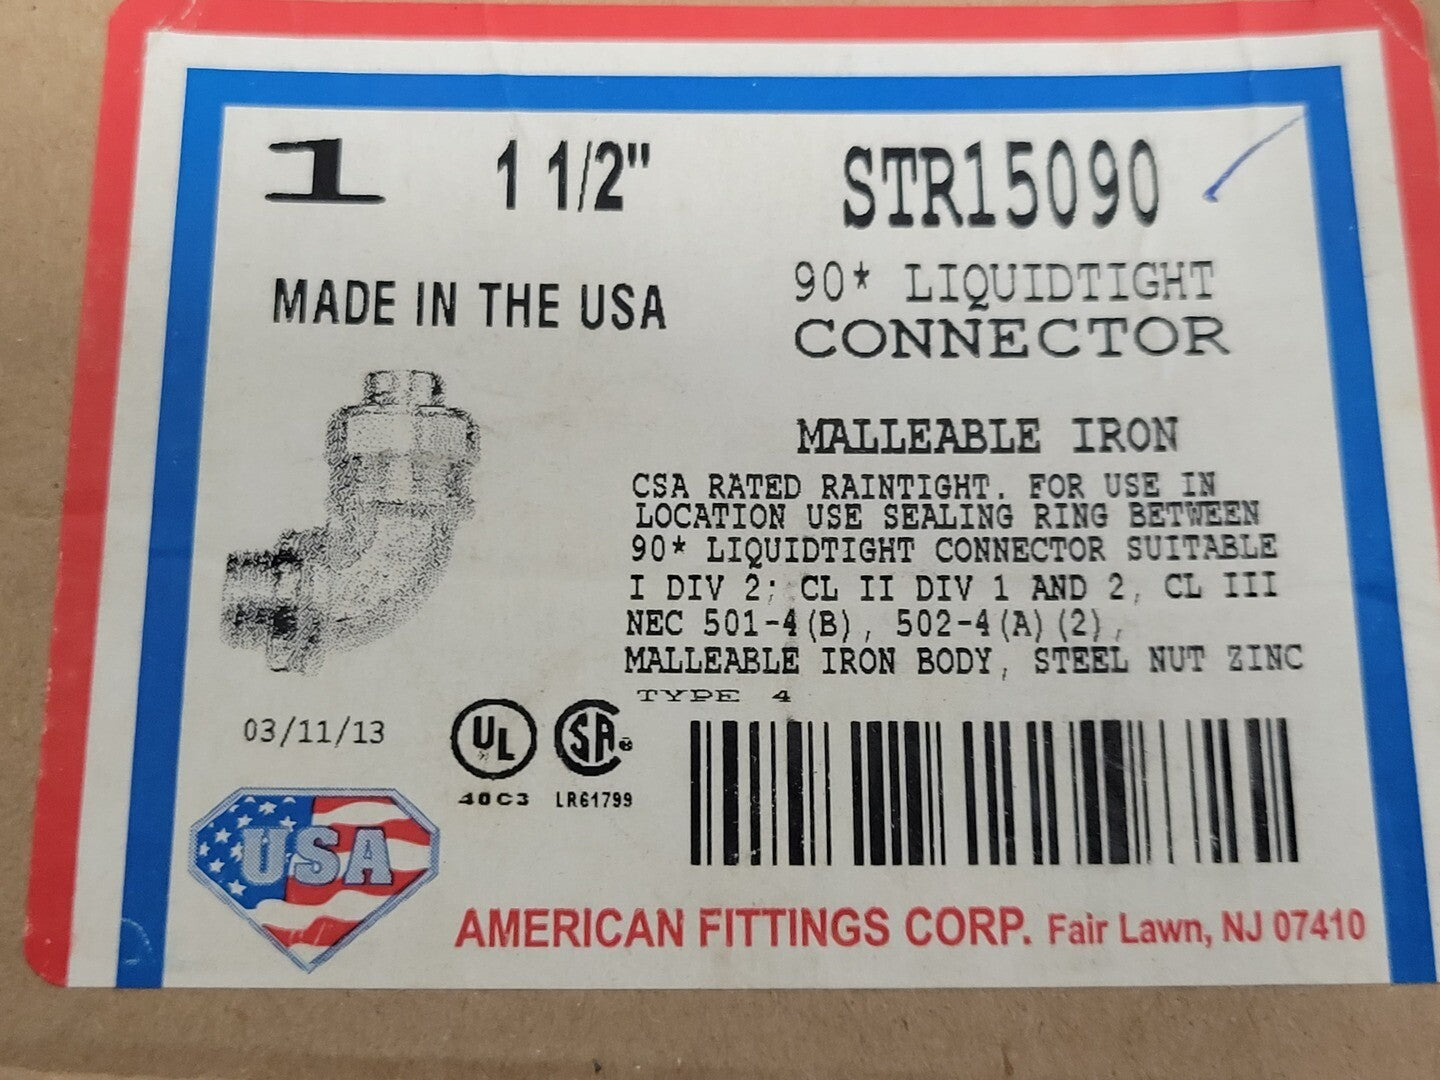 1 1 1/2" STR15090
MADE IN THE USA
90* LIQUIDTIGHT
CONNECTOR
MALLEABLE IRON
CSA RATED RAINTIGHT. FOR USE IN
LOCATION USE SEALING RING BETWEEN
90* LIQUIDTIGHT CONNECTOR SUITABLE
I DIV 2; CL II DIV 1 AND 2, CL III
NEC 501-4(B), 502-4(A)(2),
MALLEABLE IRON BODY, STEEL NUT ZINC
TYPE 4
03/11/13
UL
SA
40C3 LR61799
USA
AMERICAN FITTINGS CORP. Fair Lawn, NJ 07410